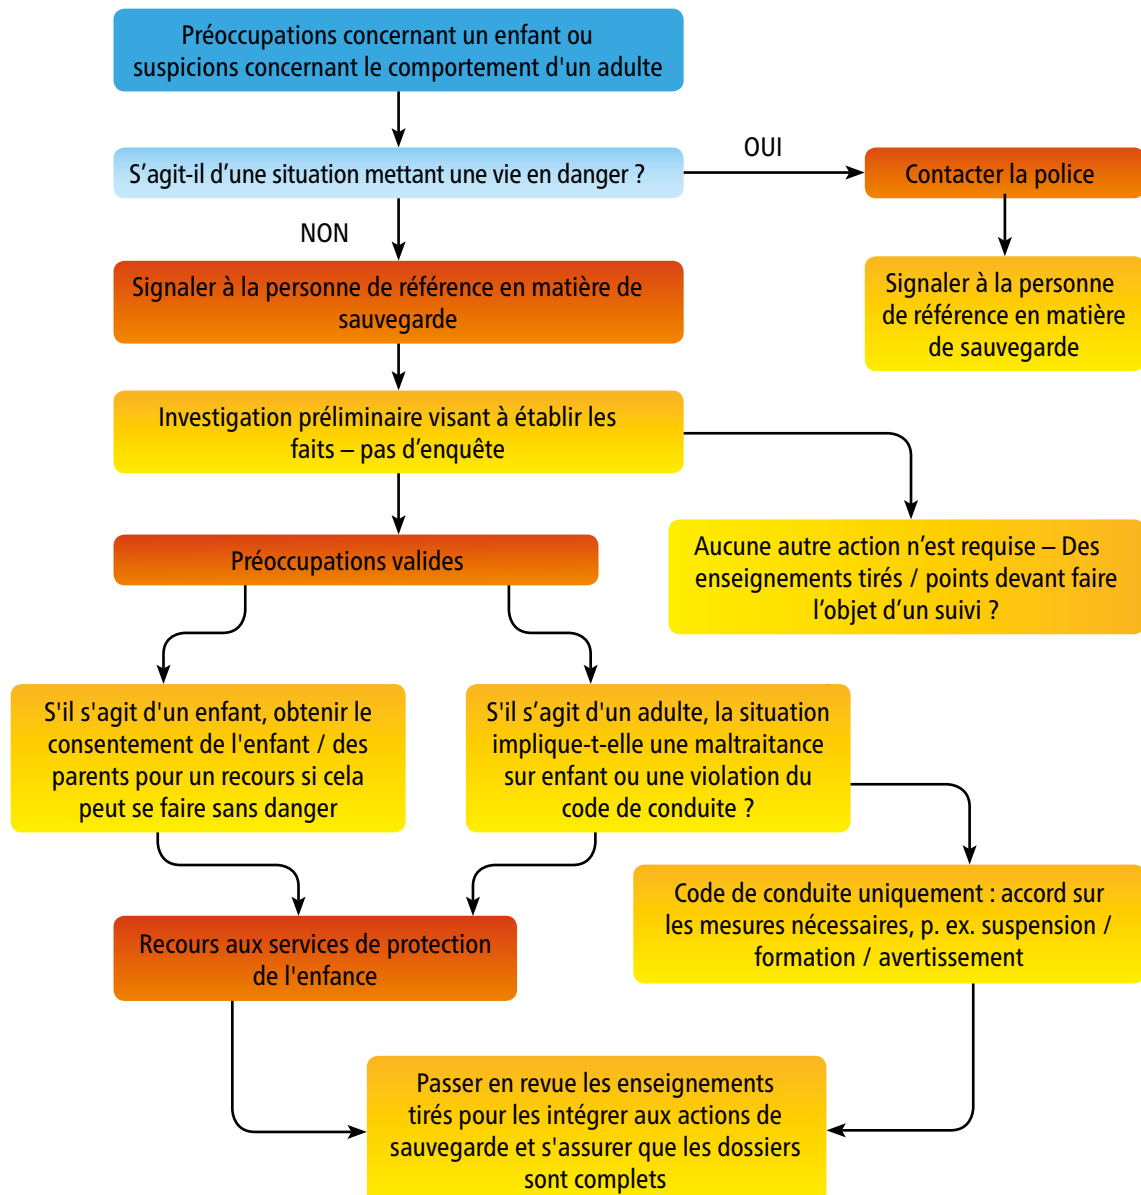 Préoccupations concernant un enfant ou
suspicions concernant le comportement d'un adulte
S’agit-il d’une situation mettant une vie en danger ?
OUI
Contacter la police
Signaler à la personne
de référence en matière
de sauvegarde
NON
Signaler à la personne de référence en matière de
sauvegarde
Investigation préliminaire visant à établir les
faits – pas d’enquête
Aucune autre action n’est requise – Des
enseignements tirés / points devant faire
l’objet d’un suivi ?
Préoccupations valides
S'il s'agit d'un enfant, obtenir le
consentement de l'enfant / des
parents pour un recours si cela
peut se faire sans danger
S'il s’agit d'un adulte, la situation
implique-t-elle une maltraitance
sur enfant ou une violation du
code de conduite ?
Code de conduite uniquement : accord sur
les mesures nécessaires, p. ex. suspension /
formation / avertissement
Recours aux services de protection
de l'enfance
Passer en revue les enseignements
tirés pour les intégrer aux actions de
sauvegarde et s'assurer que les dossiers
sont complets